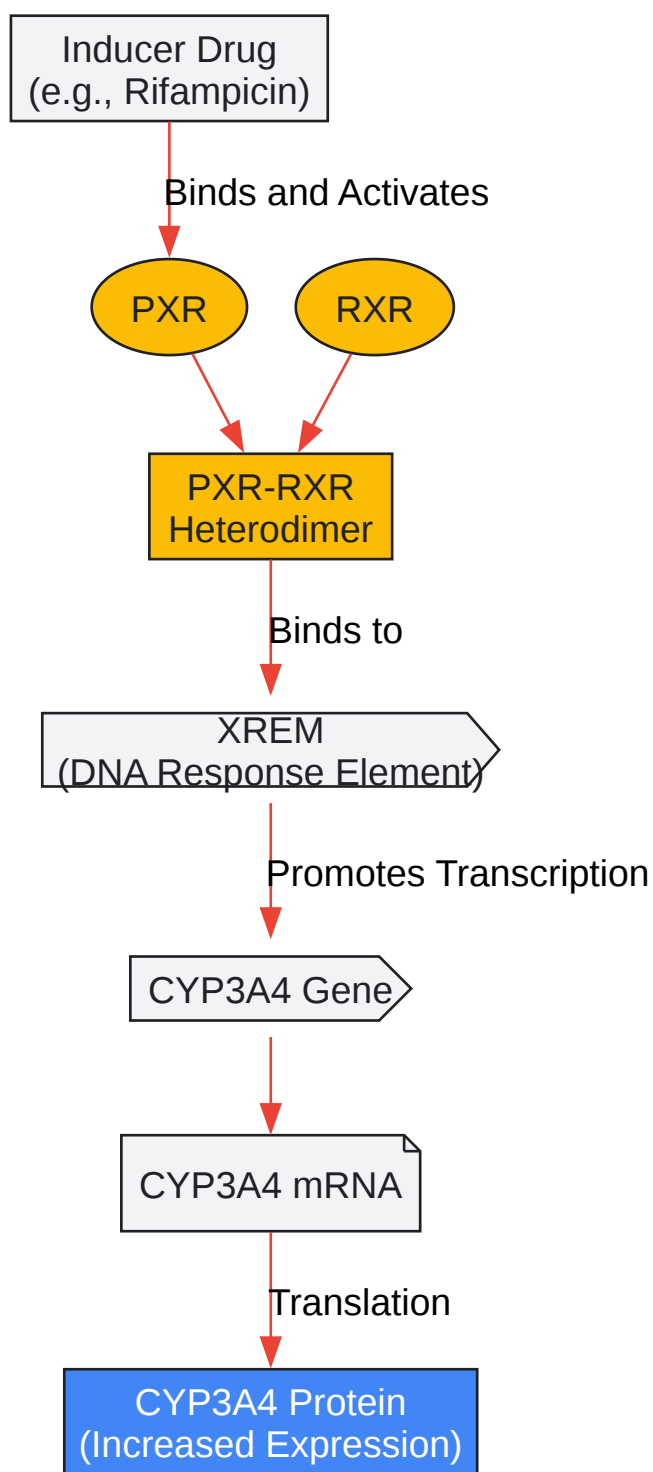 Inducer Drug
(e.g., Rifampicin)
Binds and Activates
PXR
RXR
PXR-RXR
Heterodimer
Binds to
XREM
(DNA Response Element)
Promotes Transcription
CYP3A4 Gene
CYP3A4 mRNA
Translation
CYP3A4 Protein
(Increased Expression)